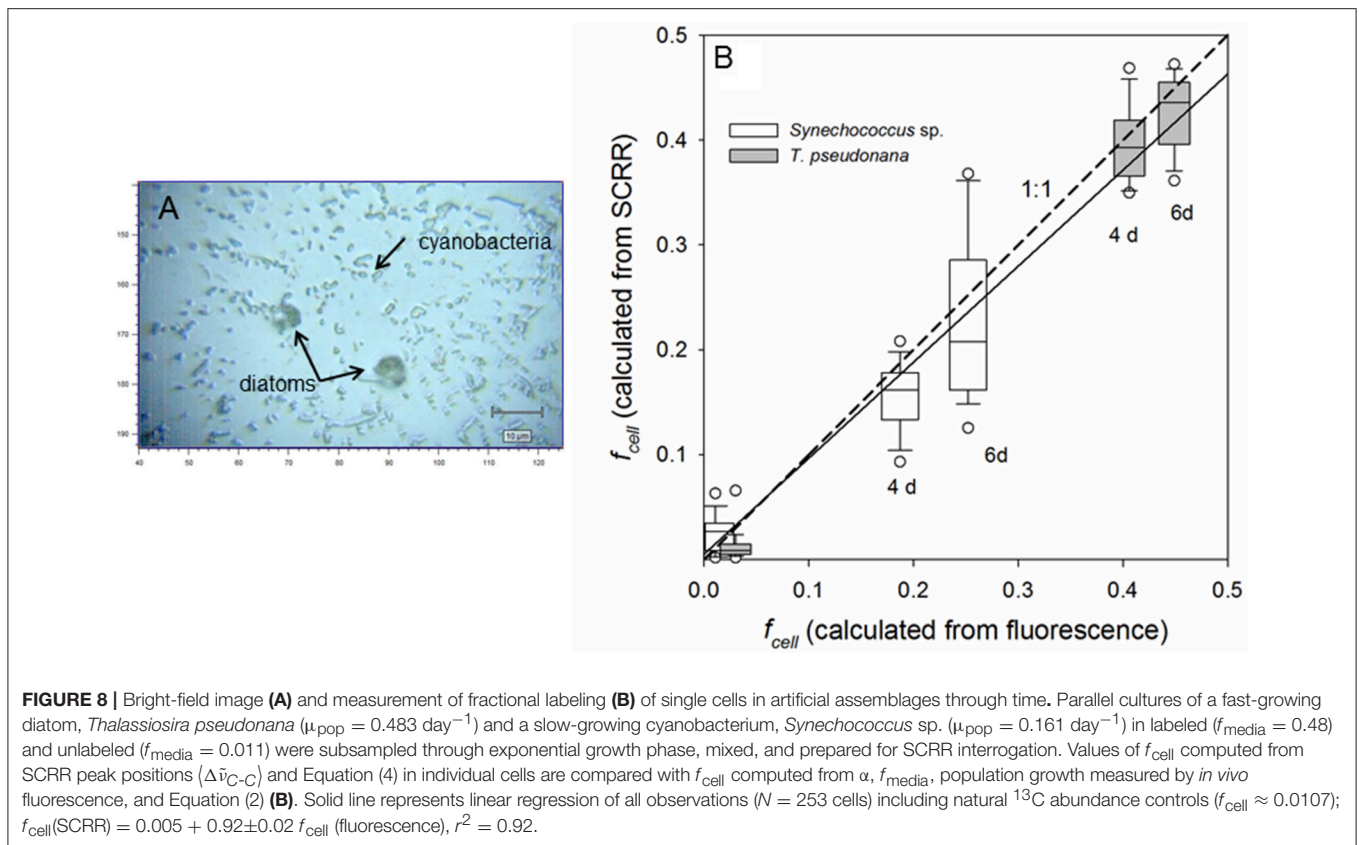 A
cyanobacteria
diatoms
10 µm
150
160
170
180
190
40 50 60 70 80 90 100 110 120
B
Synechococcus sp.
T. pseudonana
1:1
4 d
6d
4 d
6d
0.5
0.4
0.3
0.2
0.1
0.0 0.1 0.2 0.3 0.4 0.5
f_cell (calculated from SCRR)
f_cell (calculated from fluorescence)
FIGURE 8 | Bright-field image (A) and measurement of fractional labeling (B) of single cells in artificial assemblages through time. Parallel cultures of a fast-growing
diatom, Thalassiosira pseudonana (μpop = 0.483 day⁻¹) and a slow-growing cyanobacterium, Synechococcus sp. (μpop = 0.161 day⁻¹) in labeled (fmedia = 0.48)
and unlabeled (fmedia = 0.011) were subsampled through exponential growth phase, mixed, and prepared for SCRR interrogation. Values of fcell computed from
SCRR peak positions ⟨Δν̃C-C⟩ and Equation (4) in individual cells are compared with fcell computed from α, fmedia, population growth measured by in vivo
fluorescence, and Equation (2) (B). Solid line represents linear regression of all observations (N = 253 cells) including natural ¹³C abundance controls (fcell ≈ 0.0107);
fcell(SCRR) = 0.005 + 0.92±0.02 fcell (fluorescence), r² = 0.92.